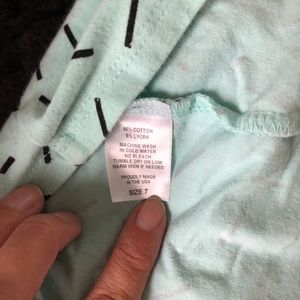 95% COTTON
5% LYCRA
MACHINE WASH
IN COLD WATER
NO BLEACH
TUMBLE DRY ON LOW
WARM IRON IF NEEDED
PROUDLY MADE
IN THE USA
SIZE 7